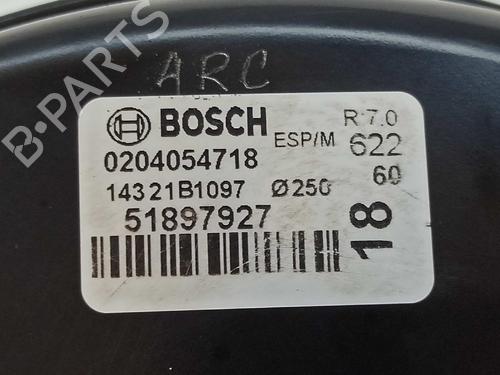 ARC
BOSCH
ESP/M
R 7.0
0204054718
622
14321B1097 Ø250
60
51897927
18
B-PARTS